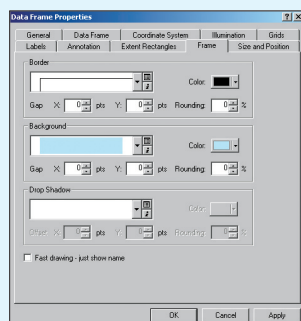 Data Frame Properties
General Data Frame Coordinate System Illumination Grids
Labels Annotation Extent Rectangles Frame Size and Position
Border
Color:
Gap X: 0 pts Y: 0 pts Rounding: 0 %
Background
Color:
Gap X: 0 pts Y: 0 pts Rounding: 0 %
Drop Shadow
Color:
Offset X: 0 pts Y: 0 pts Rounding: 0 %
Fast drawing - just show name
OK Cancel Apply